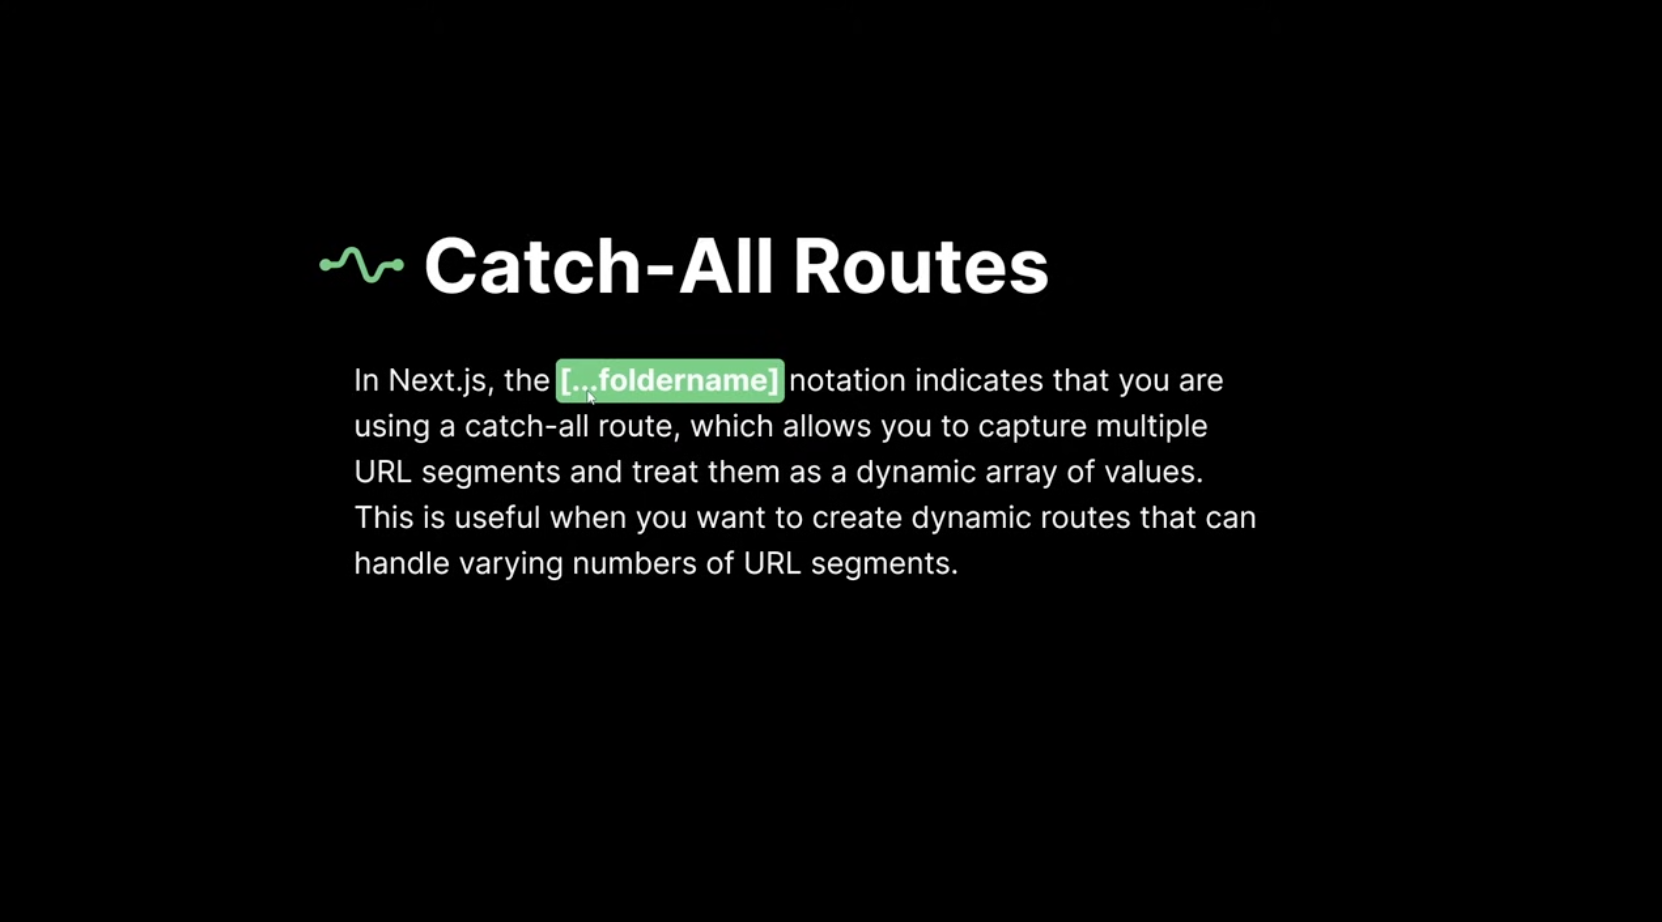 Catch-All Routes
In Next.js, the [...foldername] notation indicates that you are
using a catch-all route, which allows you to capture multiple
URL segments and treat them as a dynamic array of values.
This is useful when you want to create dynamic routes that can
handle varying numbers of URL segments.